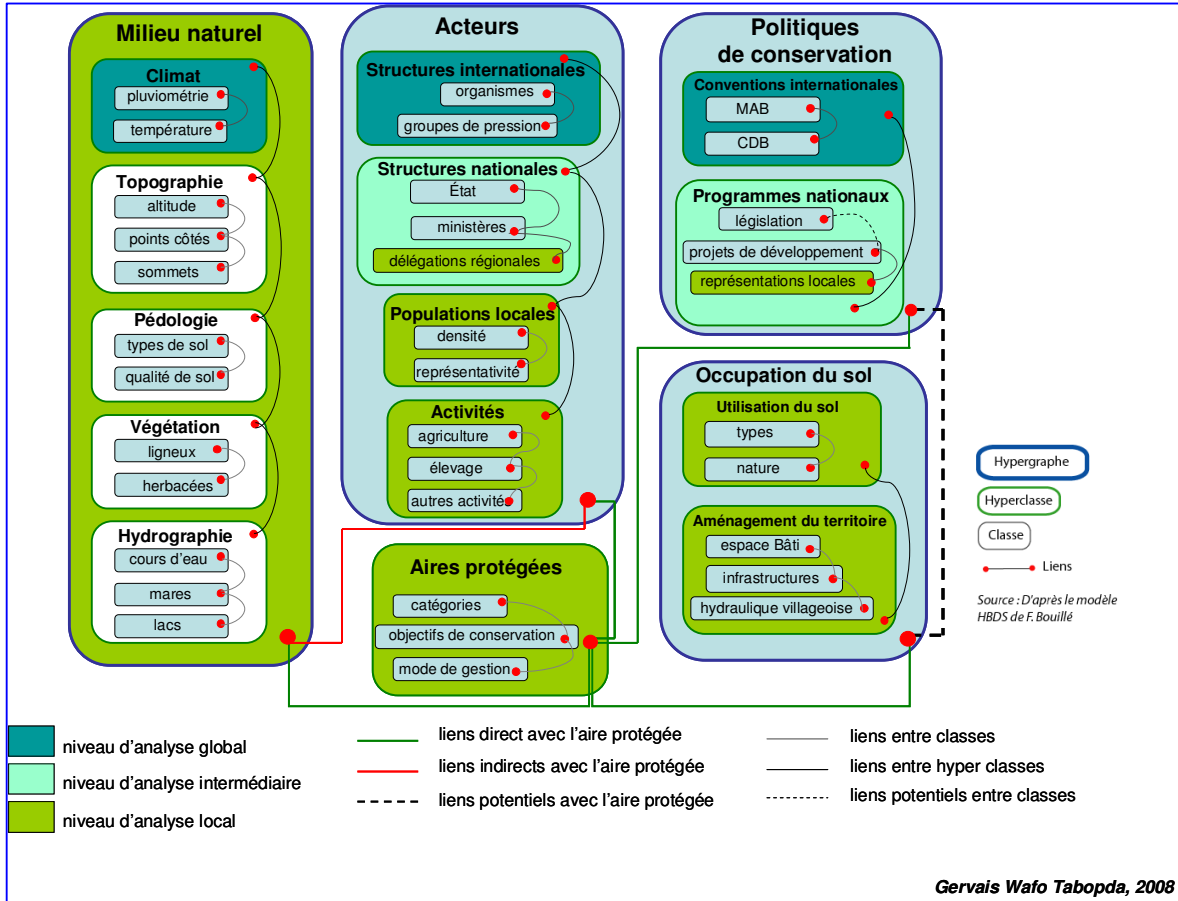 Milieu naturel
Climat
pluviométrie
température
Topographie
altitude
points côtés
sommets
Pédologie
types de sol
qualité de sol
Végétation
ligneux
herbacées
Hydrographie
cours d'eau
mares
lacs
Acteurs
Structures internationales
organismes
groupes de pression
Structures nationales
État
ministères
délégations régionales
Populations locales
densité
représentativité
Activités
agriculture
élevage
autres activité
Aires protégées
catégories
objectifs de conservation
mode de gestion
Politiques
de conservation
Conventions internationales
MAB
CDB
Programmes nationaux
législation
projets de développement
représentations locales
Occupation du sol
Utilisation du sol
types
nature
Aménagement du territoire
espace Bâti
infrastructures
hydraulique villageoise
Hypergraphe
Hyperclasse
Classe
Liens
Source : D'après le modèle
HBDS de F. Bouillé
niveau d'analyse global
niveau d'analyse intermédiaire
niveau d'analyse local
liens direct avec l'aire protégée
liens indirects avec l'aire protégée
liens potentiels avec l'aire protégée
liens entre classes
liens entre hyper classes
liens potentiels entre classes
Gervais Wafo Tabopda, 2008